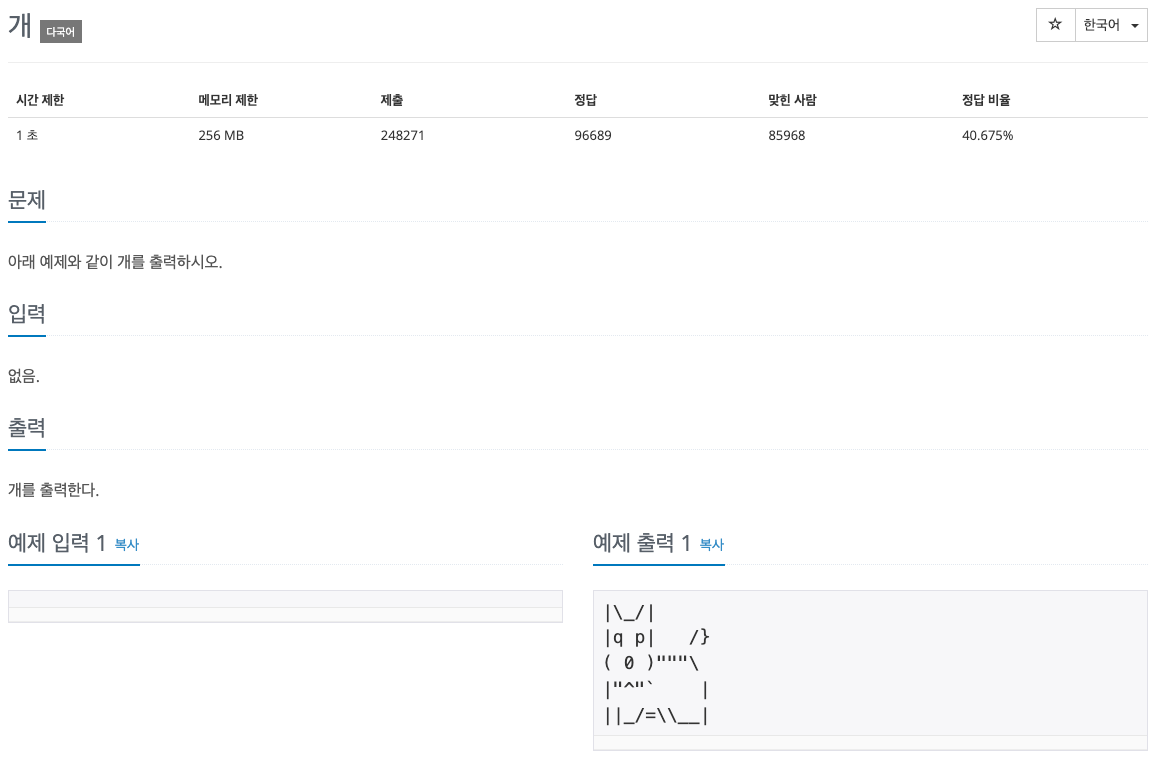 개 다국어
☆ 한국어
시간 제한 메모리 제한 제출 정답 맞힌 사람 정답 비율
1 초 256 MB 248271 96689 85968 40.675%
문제
아래 예제와 같이 개를 출력하시오.
입력
없음.
출력
개를 출력한다.
예제 입력 1 복사
예제 출력 1 복사
|\_/|
|q p|   /}
( 0 )"""\
|"^"`    |
||_/=\\__|